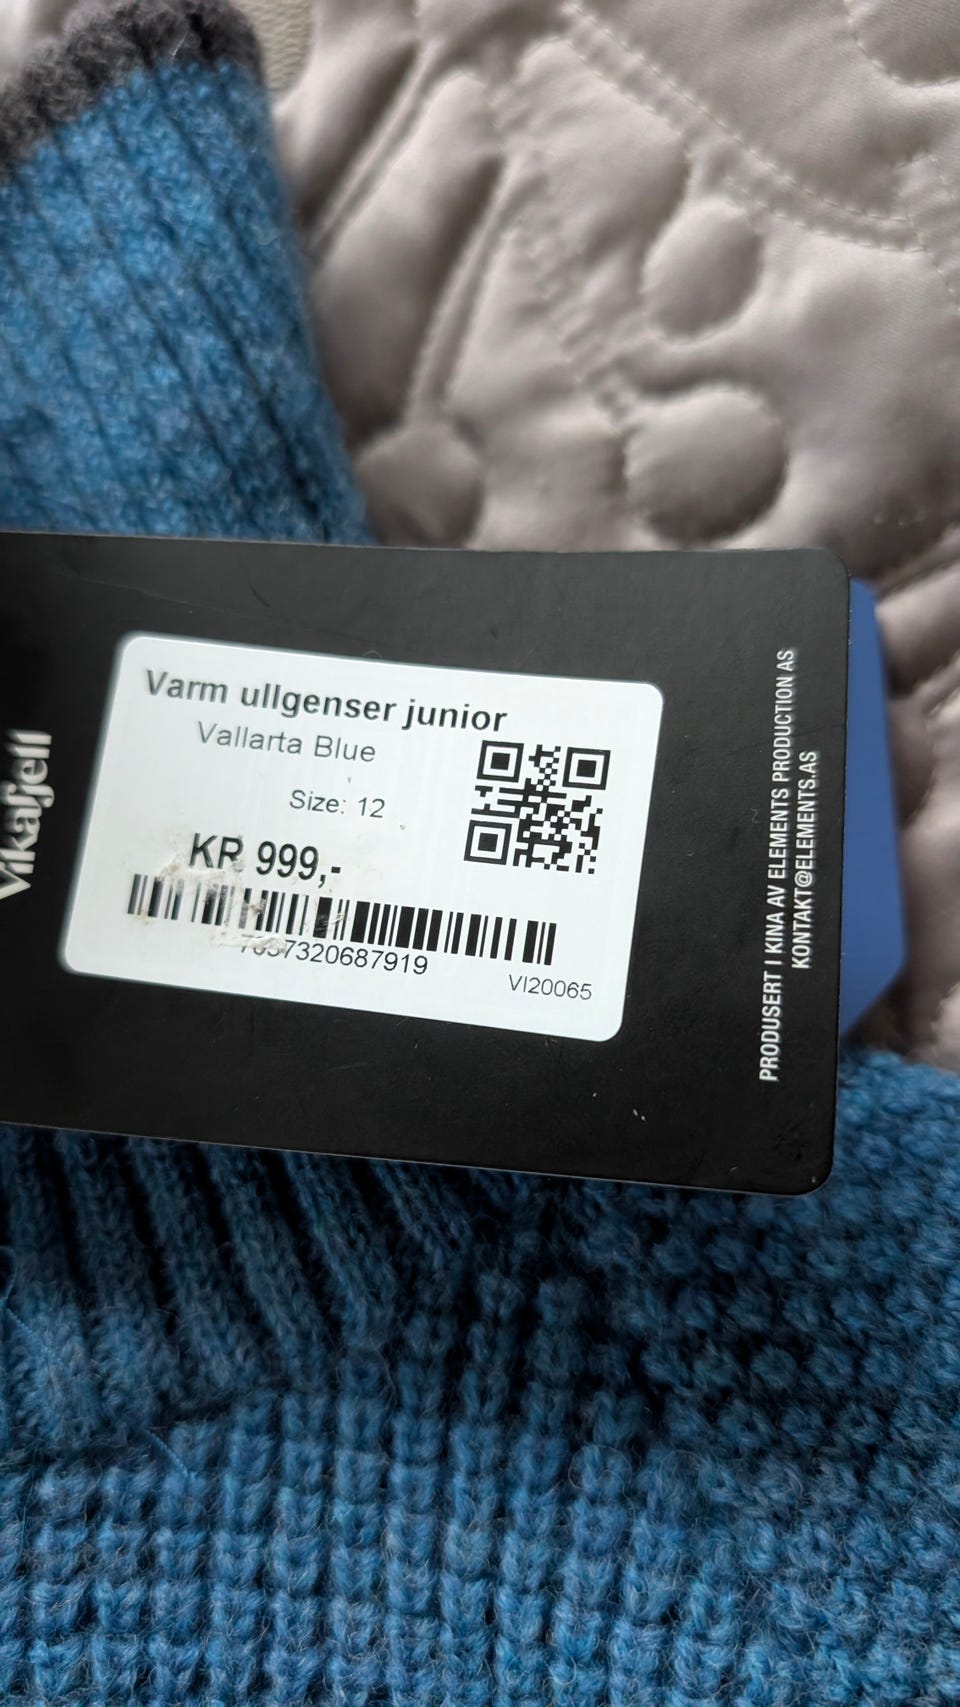 Vikafjell
Varm ullgenser junior
Vallarta Blue
Size: 12
KR 999,-
7057320687919
VI20065
PRODUSERT I KINA AV ELEMENTS PRODUCTION AS
KONTAKT@ELEMENTS.AS